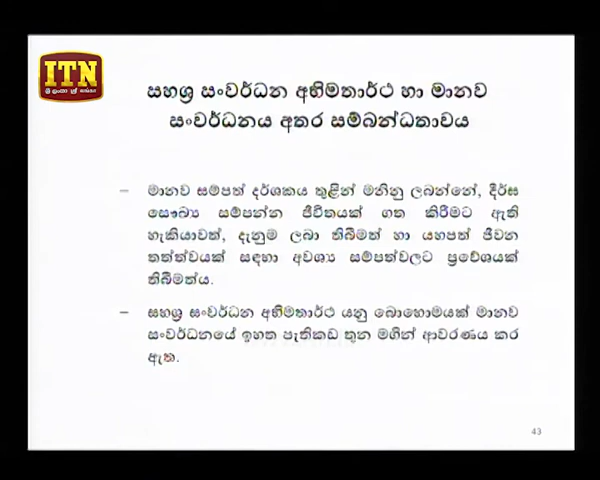 ITN
ශ්‍රී ලංකා
සහශ්‍ර සංවර්ධන අභිමතාර්ථ හා මානව
සංවර්ධනය අතර සම්බන්ධතාවය
– මානව සම්පත් දර්ශකය තුළින් මනිනු ලබන්නේ, දීර්ඝ
සෞඛ්‍ය සම්පන්න ජීවිතයක් ගත කිරීමට ඇති
හැකියාවත්, දැනුම ලබා තිබීමත් හා යහපත් ජීවන
තත්ත්වයක් සඳහා අවශ්‍ය සම්පත්වලට ප්‍රවේශයක්
තිබීමත්ය.
– සහශ්‍ර සංවර්ධන අභිමතාර්ථ යනු බොහොමයක් මානව
සංවර්ධනයේ ඉහත පැතිකඩ තුන මගින් ආවරණය කර
ඇත.
43